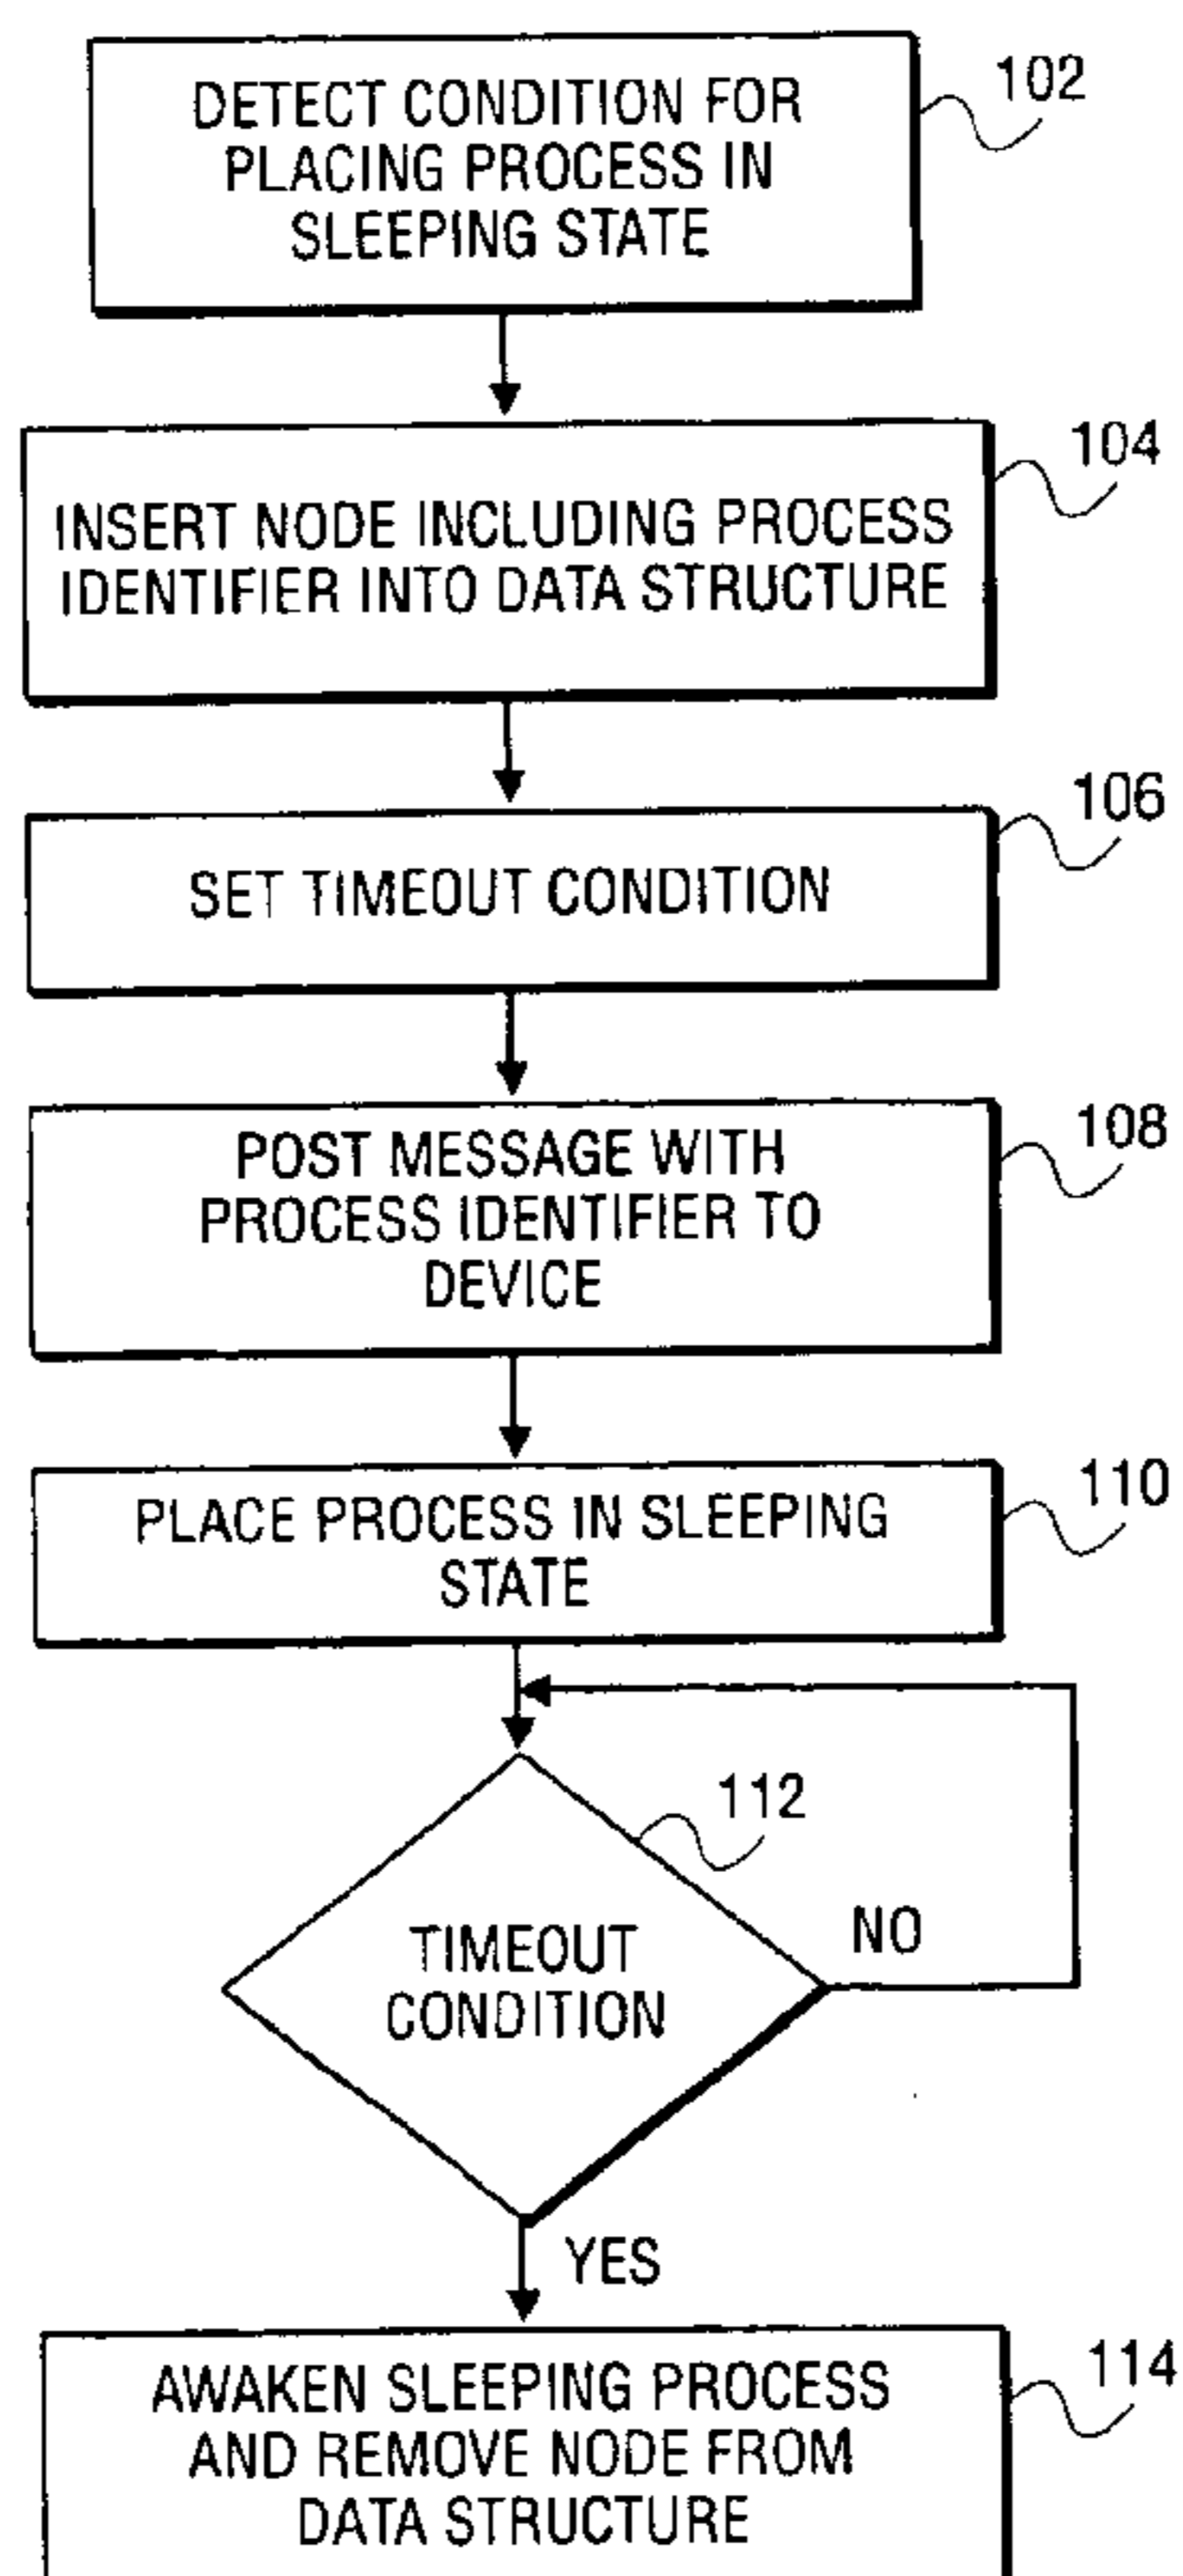 DETECT CONDITION FOR
PLACING PROCESS IN
SLEEPING STATE
102
INSERT NODE INCLUDING PROCESS
IDENTIFIER INTO DATA STRUCTURE
104
SET TIMEOUT CONDITION
106
POST MESSAGE WITH
PROCESS IDENTIFIER TO
DEVICE
108
PLACE PROCESS IN SLEEPING
STATE
110
112
TIMEOUT
CONDITION
NO
YES
AWAKEN SLEEPING PROCESS
AND REMOVE NODE FROM
DATA STRUCTURE
114